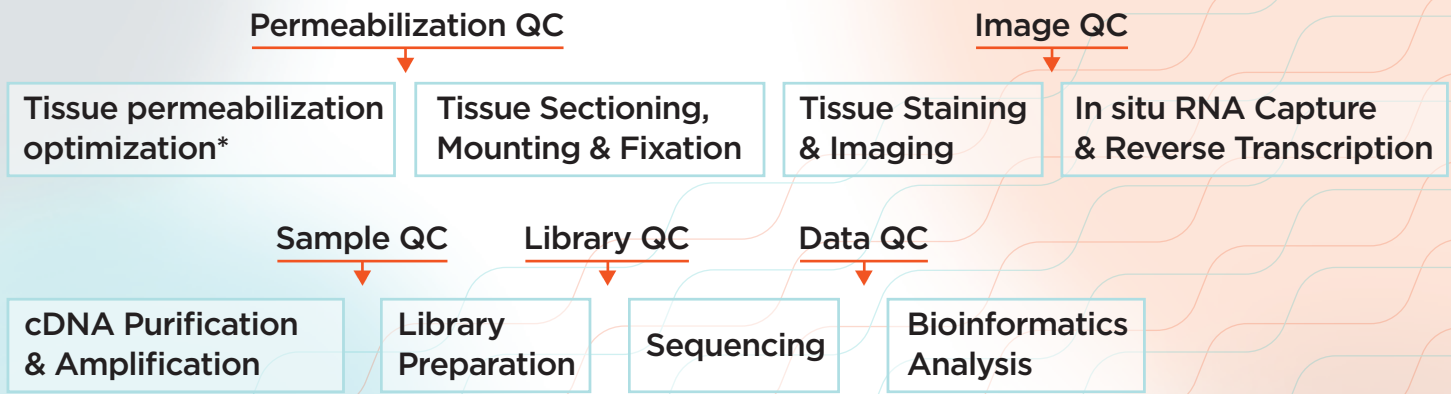 Permeabilization QC
Image QC
Tissue permeabilization
optimization*
Tissue Sectioning,
Mounting & Fixation
Tissue Staining
& Imaging
In situ RNA Capture
& Reverse Transcription
Sample QC
Library QC
Data QC
cDNA Purification
& Amplification
Library
Preparation
Sequencing
Bioinformatics
Analysis